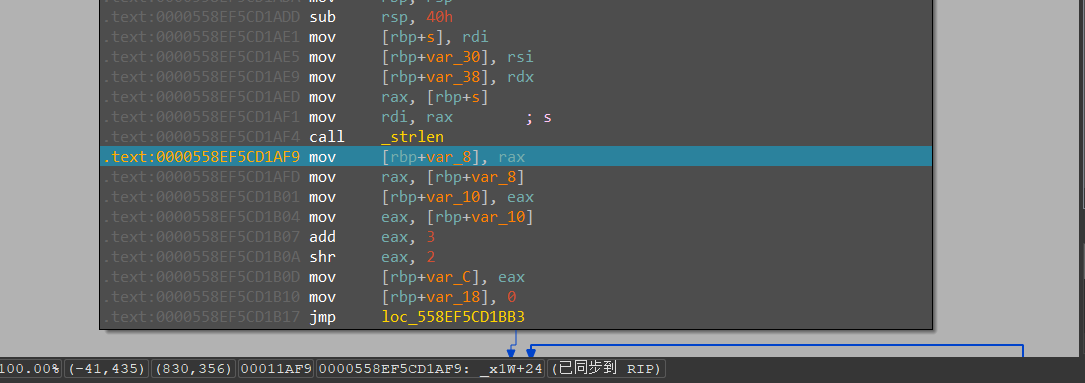 .text:0000558EF5CD1ADD sub rsp, 40h
.text:0000558EF5CD1AE1 mov [rbp+s], rdi
.text:0000558EF5CD1AE5 mov [rbp+var_30], rsi
.text:0000558EF5CD1AE9 mov [rbp+var_38], rdx
.text:0000558EF5CD1AED mov rax, [rbp+s]
.text:0000558EF5CD1AF1 mov rdi, rax ; s
.text:0000558EF5CD1AF4 call _strlen
.text:0000558EF5CD1AF9 mov [rbp+var_8], rax
.text:0000558EF5CD1AFD mov rax, [rbp+var_8]
.text:0000558EF5CD1B01 mov [rbp+var_10], eax
.text:0000558EF5CD1B04 mov eax, [rbp+var_10]
.text:0000558EF5CD1B07 add eax, 3
.text:0000558EF5CD1B0A shr eax, 2
.text:0000558EF5CD1B0D mov [rbp+var_C], eax
.text:0000558EF5CD1B10 mov [rbp+var_18], 0
.text:0000558EF5CD1B17 jmp loc_558EF5CD1BB3
100.00% (-41,435) (830,356) 00011AF9 0000558EF5CD1AF9: _x1W+24 (已同步到 RIP)